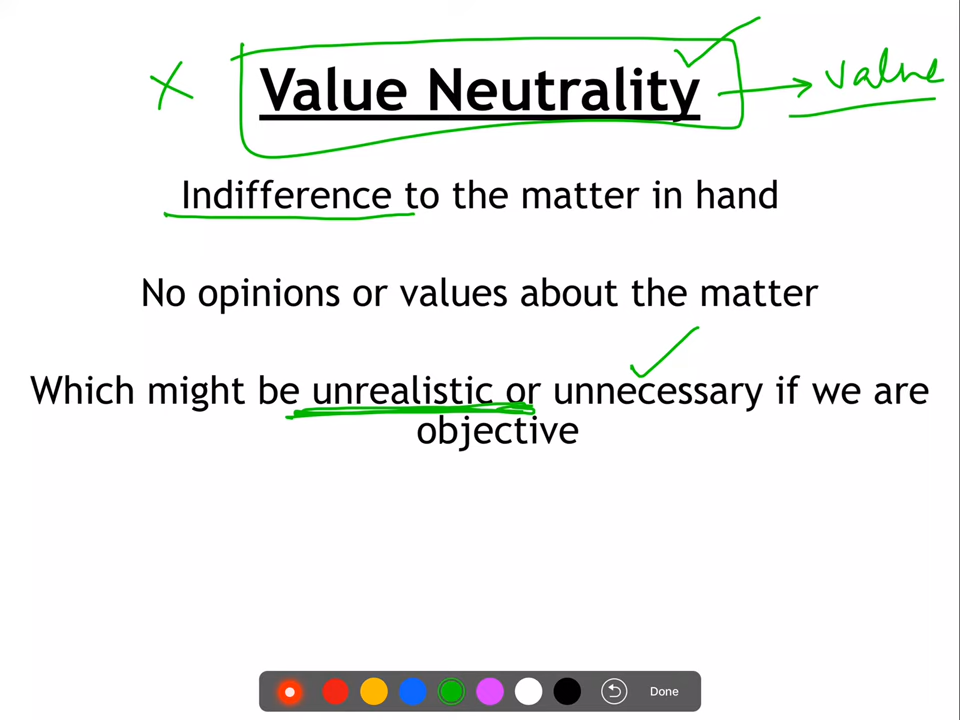 Value Neutrality
value
Indifference to the matter in hand
No opinions or values about the matter
Which might be unrealistic or unnecessary if we are
objective
Done